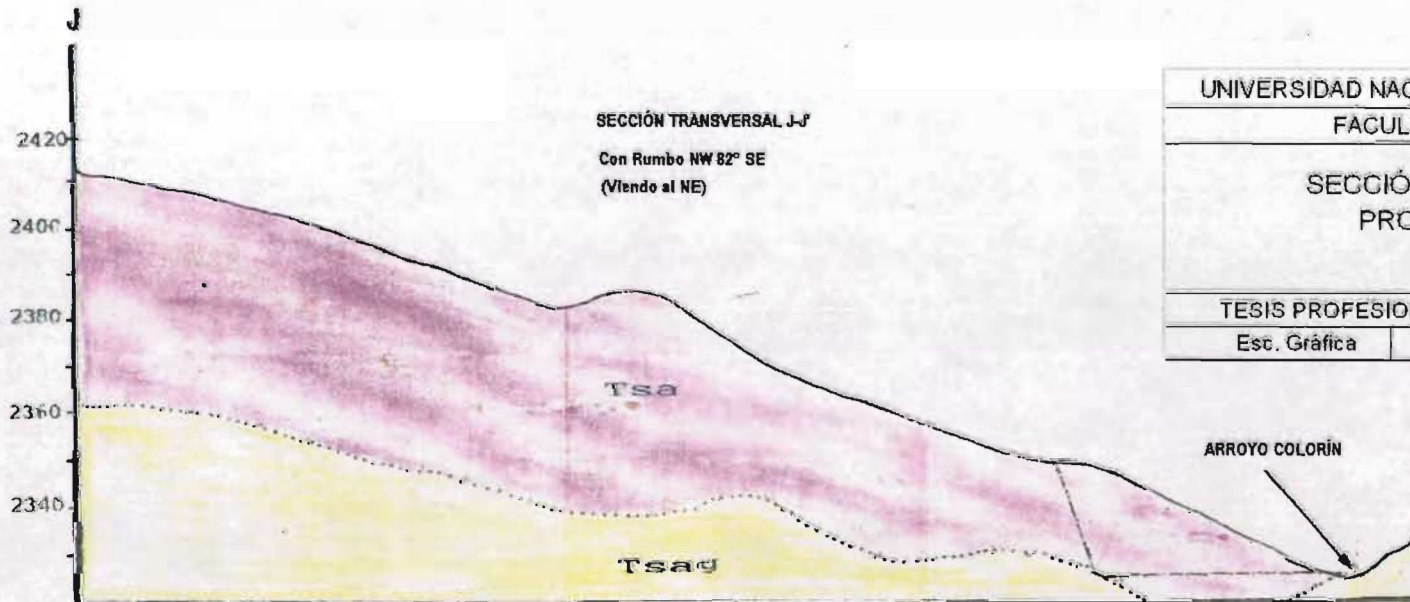 J
SECCIÓN TRANSVERSAL J-J'
Con Rumbo NW 82° SE
(Viendo al NE)
2420
2400
2380
2360
2340
Tsa
Tsag
ARROYO COLORÍN
UNIVERSIDAD NAC
FACUL
SECCIÓ
PRO
TESIS PROFESIO
Esc. Gráfica